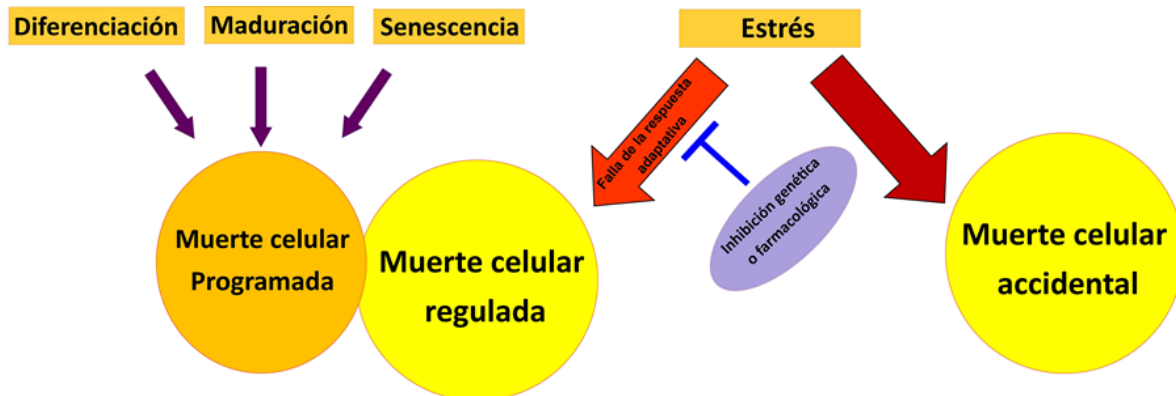 Diferenciación
Maduración
Senescencia
Estrés
Falla de la respuesta
adaptativa
Inhibición genética
o farmacológica
Muerte celular
Programada
Muerte celular
regulada
Muerte celular
accidental